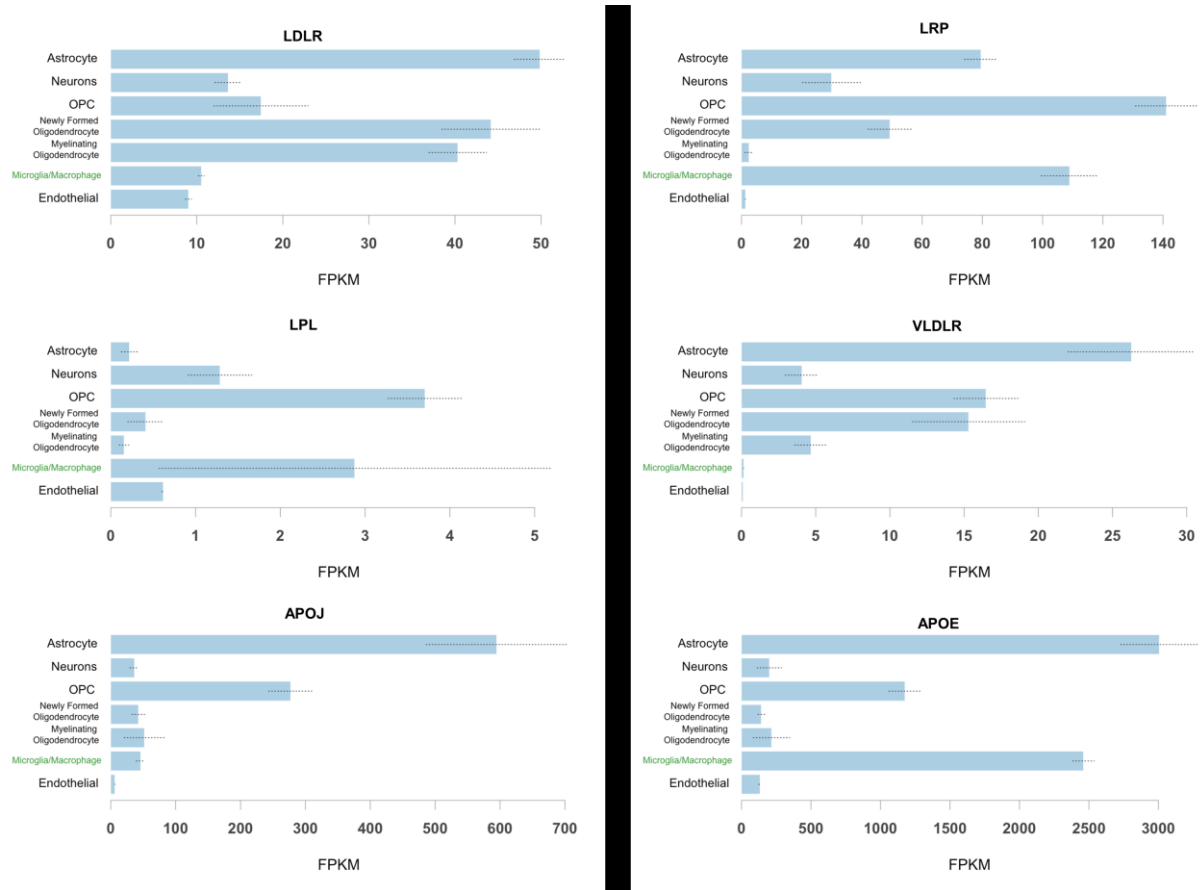 LDLR
Astrocyte
Neurons
OPC
Newly Formed
Oligodendrocyte
Myelinating
Oligodendrocyte
Microglia/Macrophage
Endothelial
0 10 20 30 40 50
FPKM
LRP
Astrocyte
Neurons
OPC
Newly Formed
Oligodendrocyte
Myelinating
Oligodendrocyte
Microglia/Macrophage
Endothelial
0 20 40 60 80 100 120 140
FPKM
LPL
Astrocyte
Neurons
OPC
Newly Formed
Oligodendrocyte
Myelinating
Oligodendrocyte
Microglia/Macrophage
Endothelial
0 1 2 3 4 5
FPKM
VLDLR
Astrocyte
Neurons
OPC
Newly Formed
Oligodendrocyte
Myelinating
Oligodendrocyte
Microglia/Macrophage
Endothelial
0 5 10 15 20 25 30
FPKM
APOJ
Astrocyte
Neurons
OPC
Newly Formed
Oligodendrocyte
Myelinating
Oligodendrocyte
Microglia/Macrophage
Endothelial
0 100 200 300 400 500 600 700
FPKM
APOE
Astrocyte
Neurons
OPC
Newly Formed
Oligodendrocyte
Myelinating
Oligodendrocyte
Microglia/Macrophage
Endothelial
0 500 1000 1500 2000 2500 3000
FPKM